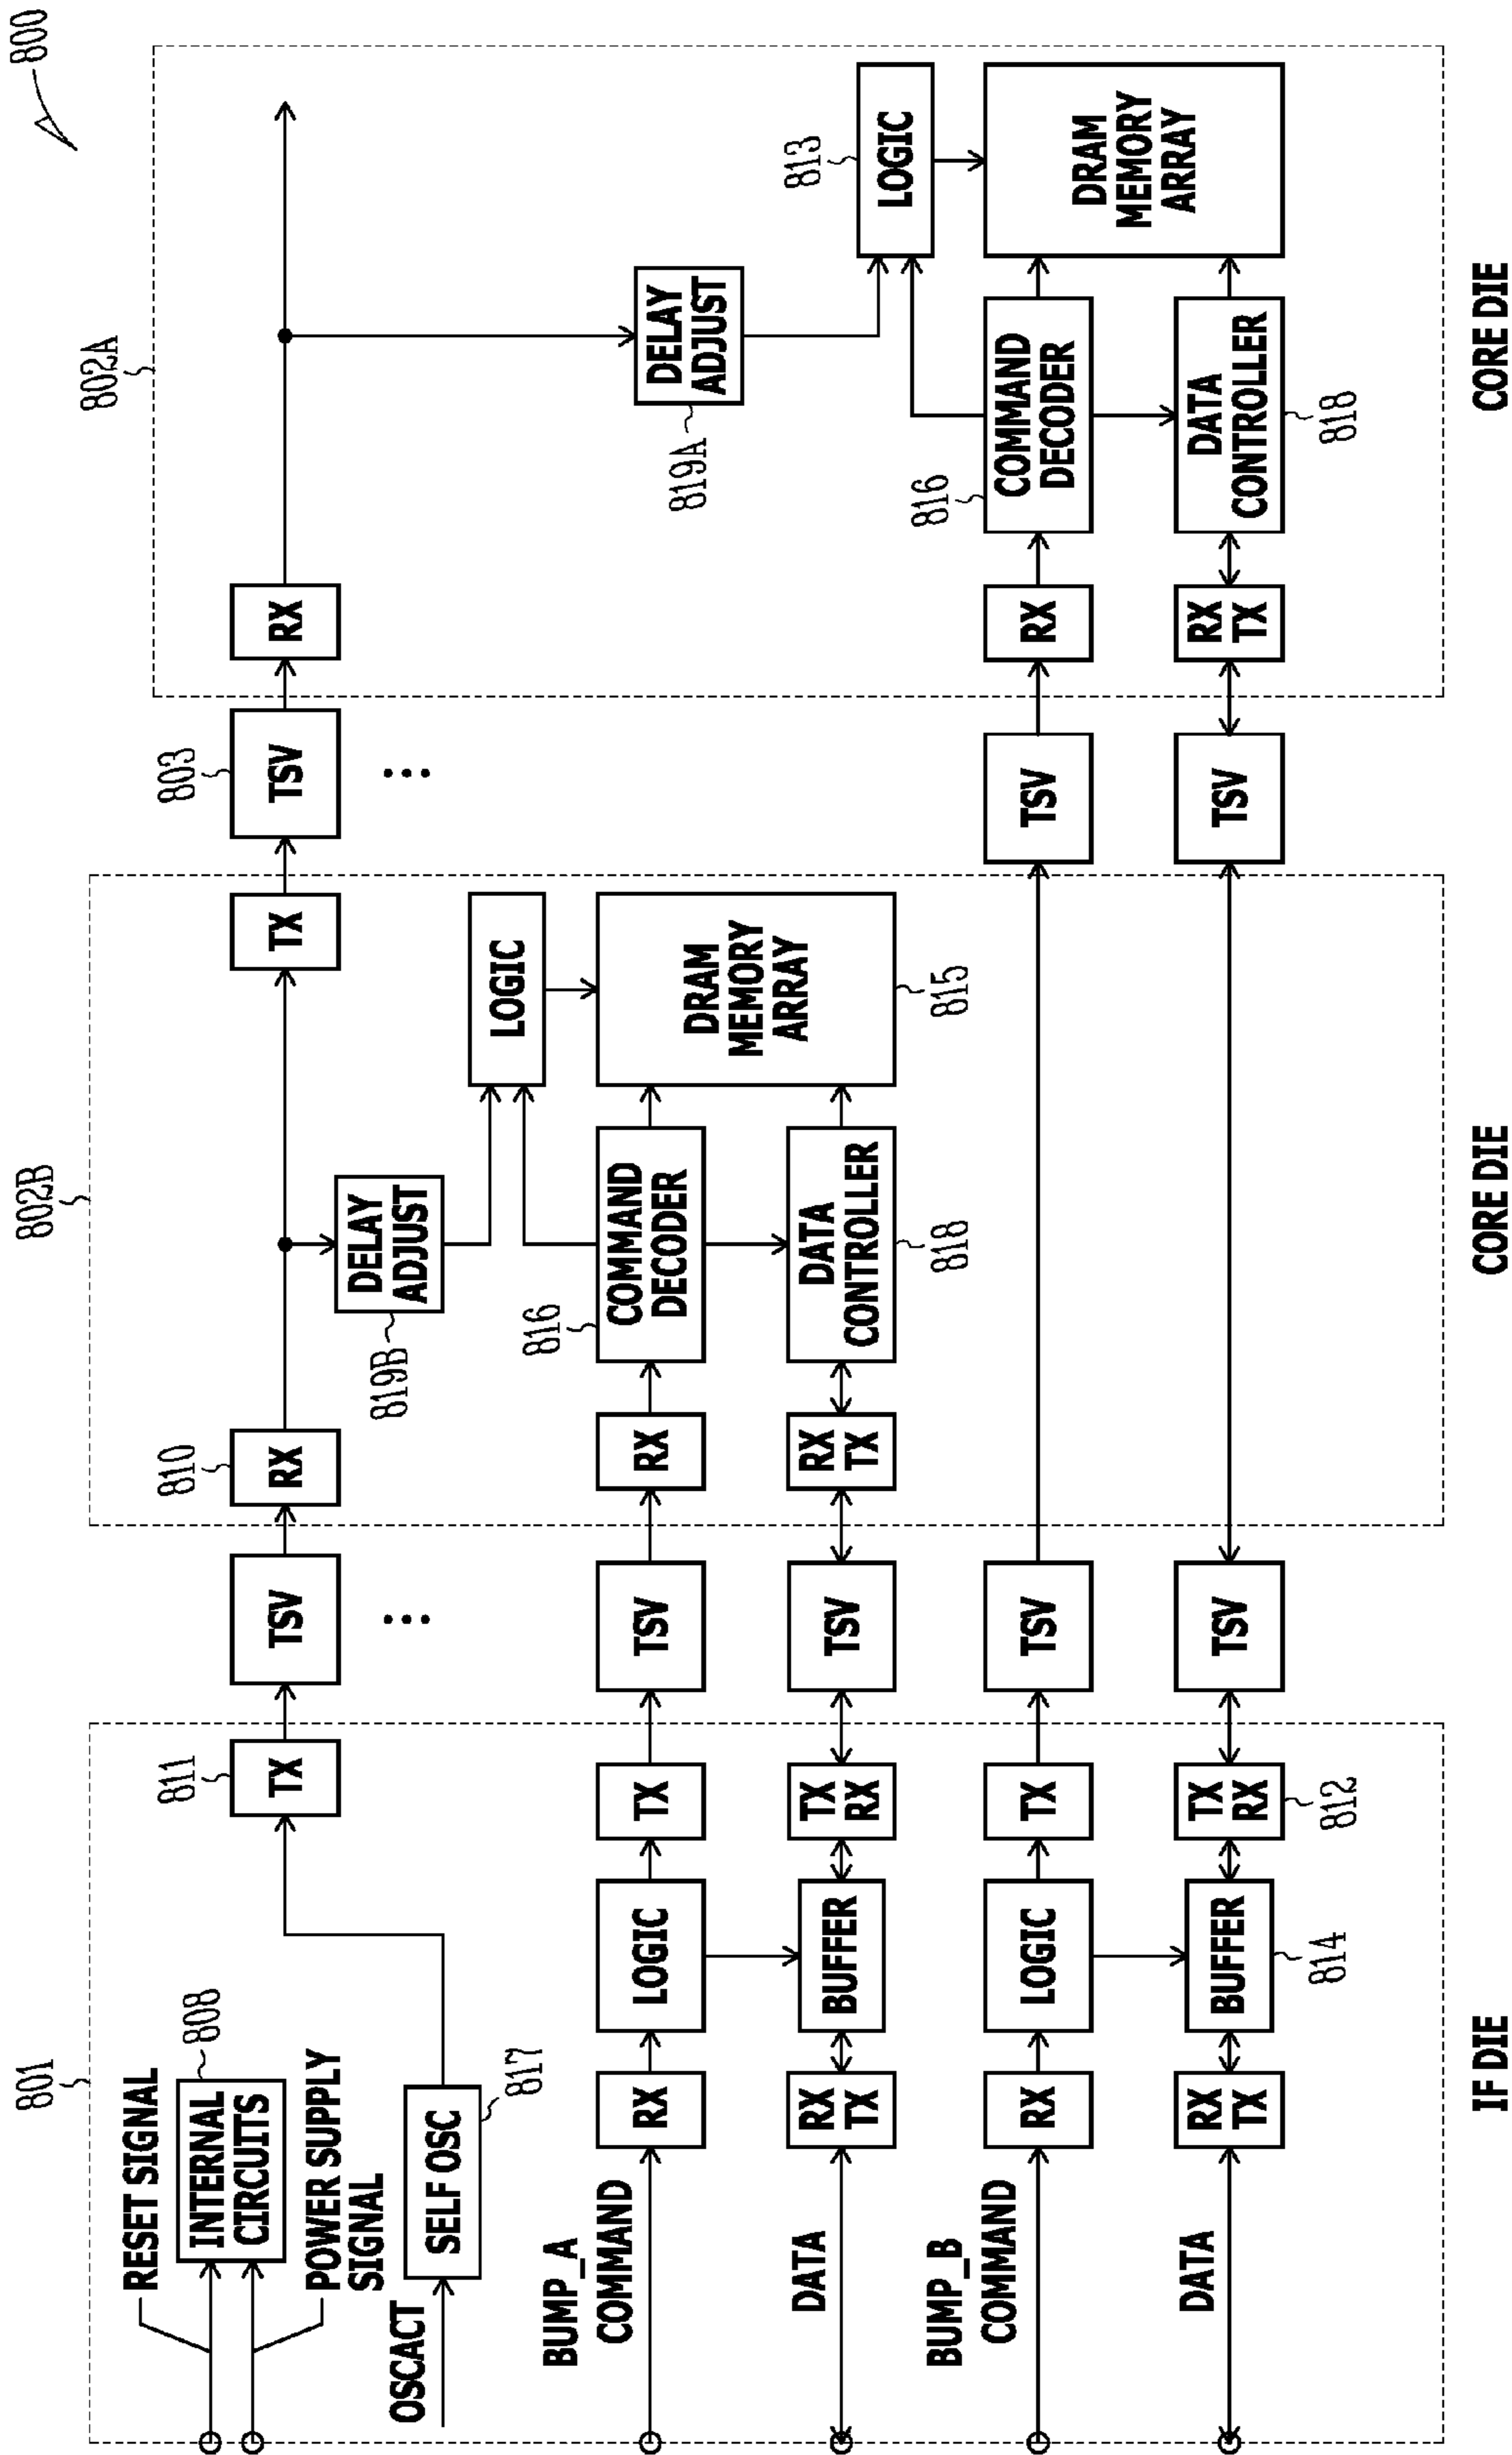 800
801
RESET SIGNAL
808
INTERNAL
CIRCUITS
POWER SUPPLY
SIGNAL
OSCACT
SELF OSC
817
811
TX
BUMP_A
COMMAND
RX
LOGIC
TX
DATA
RX
TX
BUFFER
TX
RX
BUMP_B
COMMAND
RX
LOGIC
TX
DATA
RX
TX
BUFFER
814
TX
RX
812
IF DIE
TSV
...
TSV
TSV
TSV
TSV
802B
810
RX
TX
819B
DELAY
ADJUST
LOGIC
816
RX
COMMAND
DECODER
DRAM
MEMORY
ARRAY
815
RX
TX
DATA
CONTROLLER
818
CORE DIE
803
TSV
...
TSV
TSV
802A
RX
819A
DELAY
ADJUST
813
LOGIC
816
RX
COMMAND
DECODER
DRAM
MEMORY
ARRAY
RX
TX
DATA
CONTROLLER
818
CORE DIE